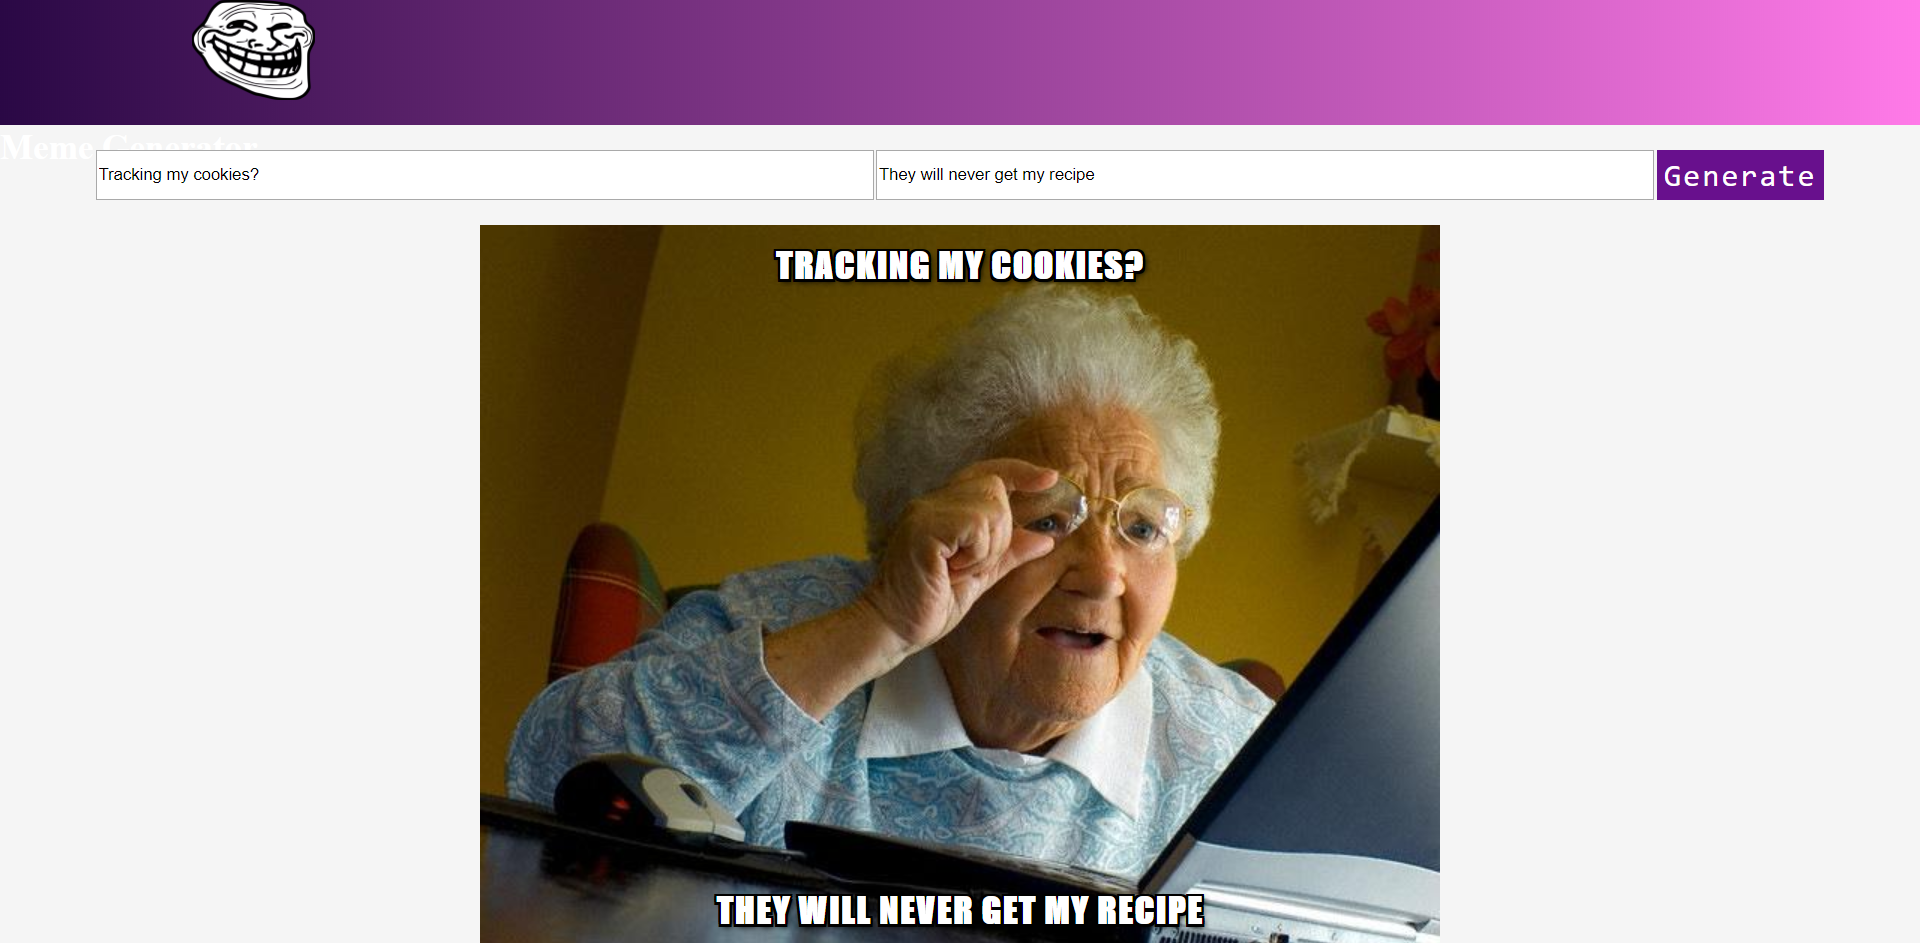 Meme Generator
Tracking my cookies?
They will never get my recipe
Generate
TRACKING MY COOKIES?
THEY WILL NEVER GET MY RECIPE